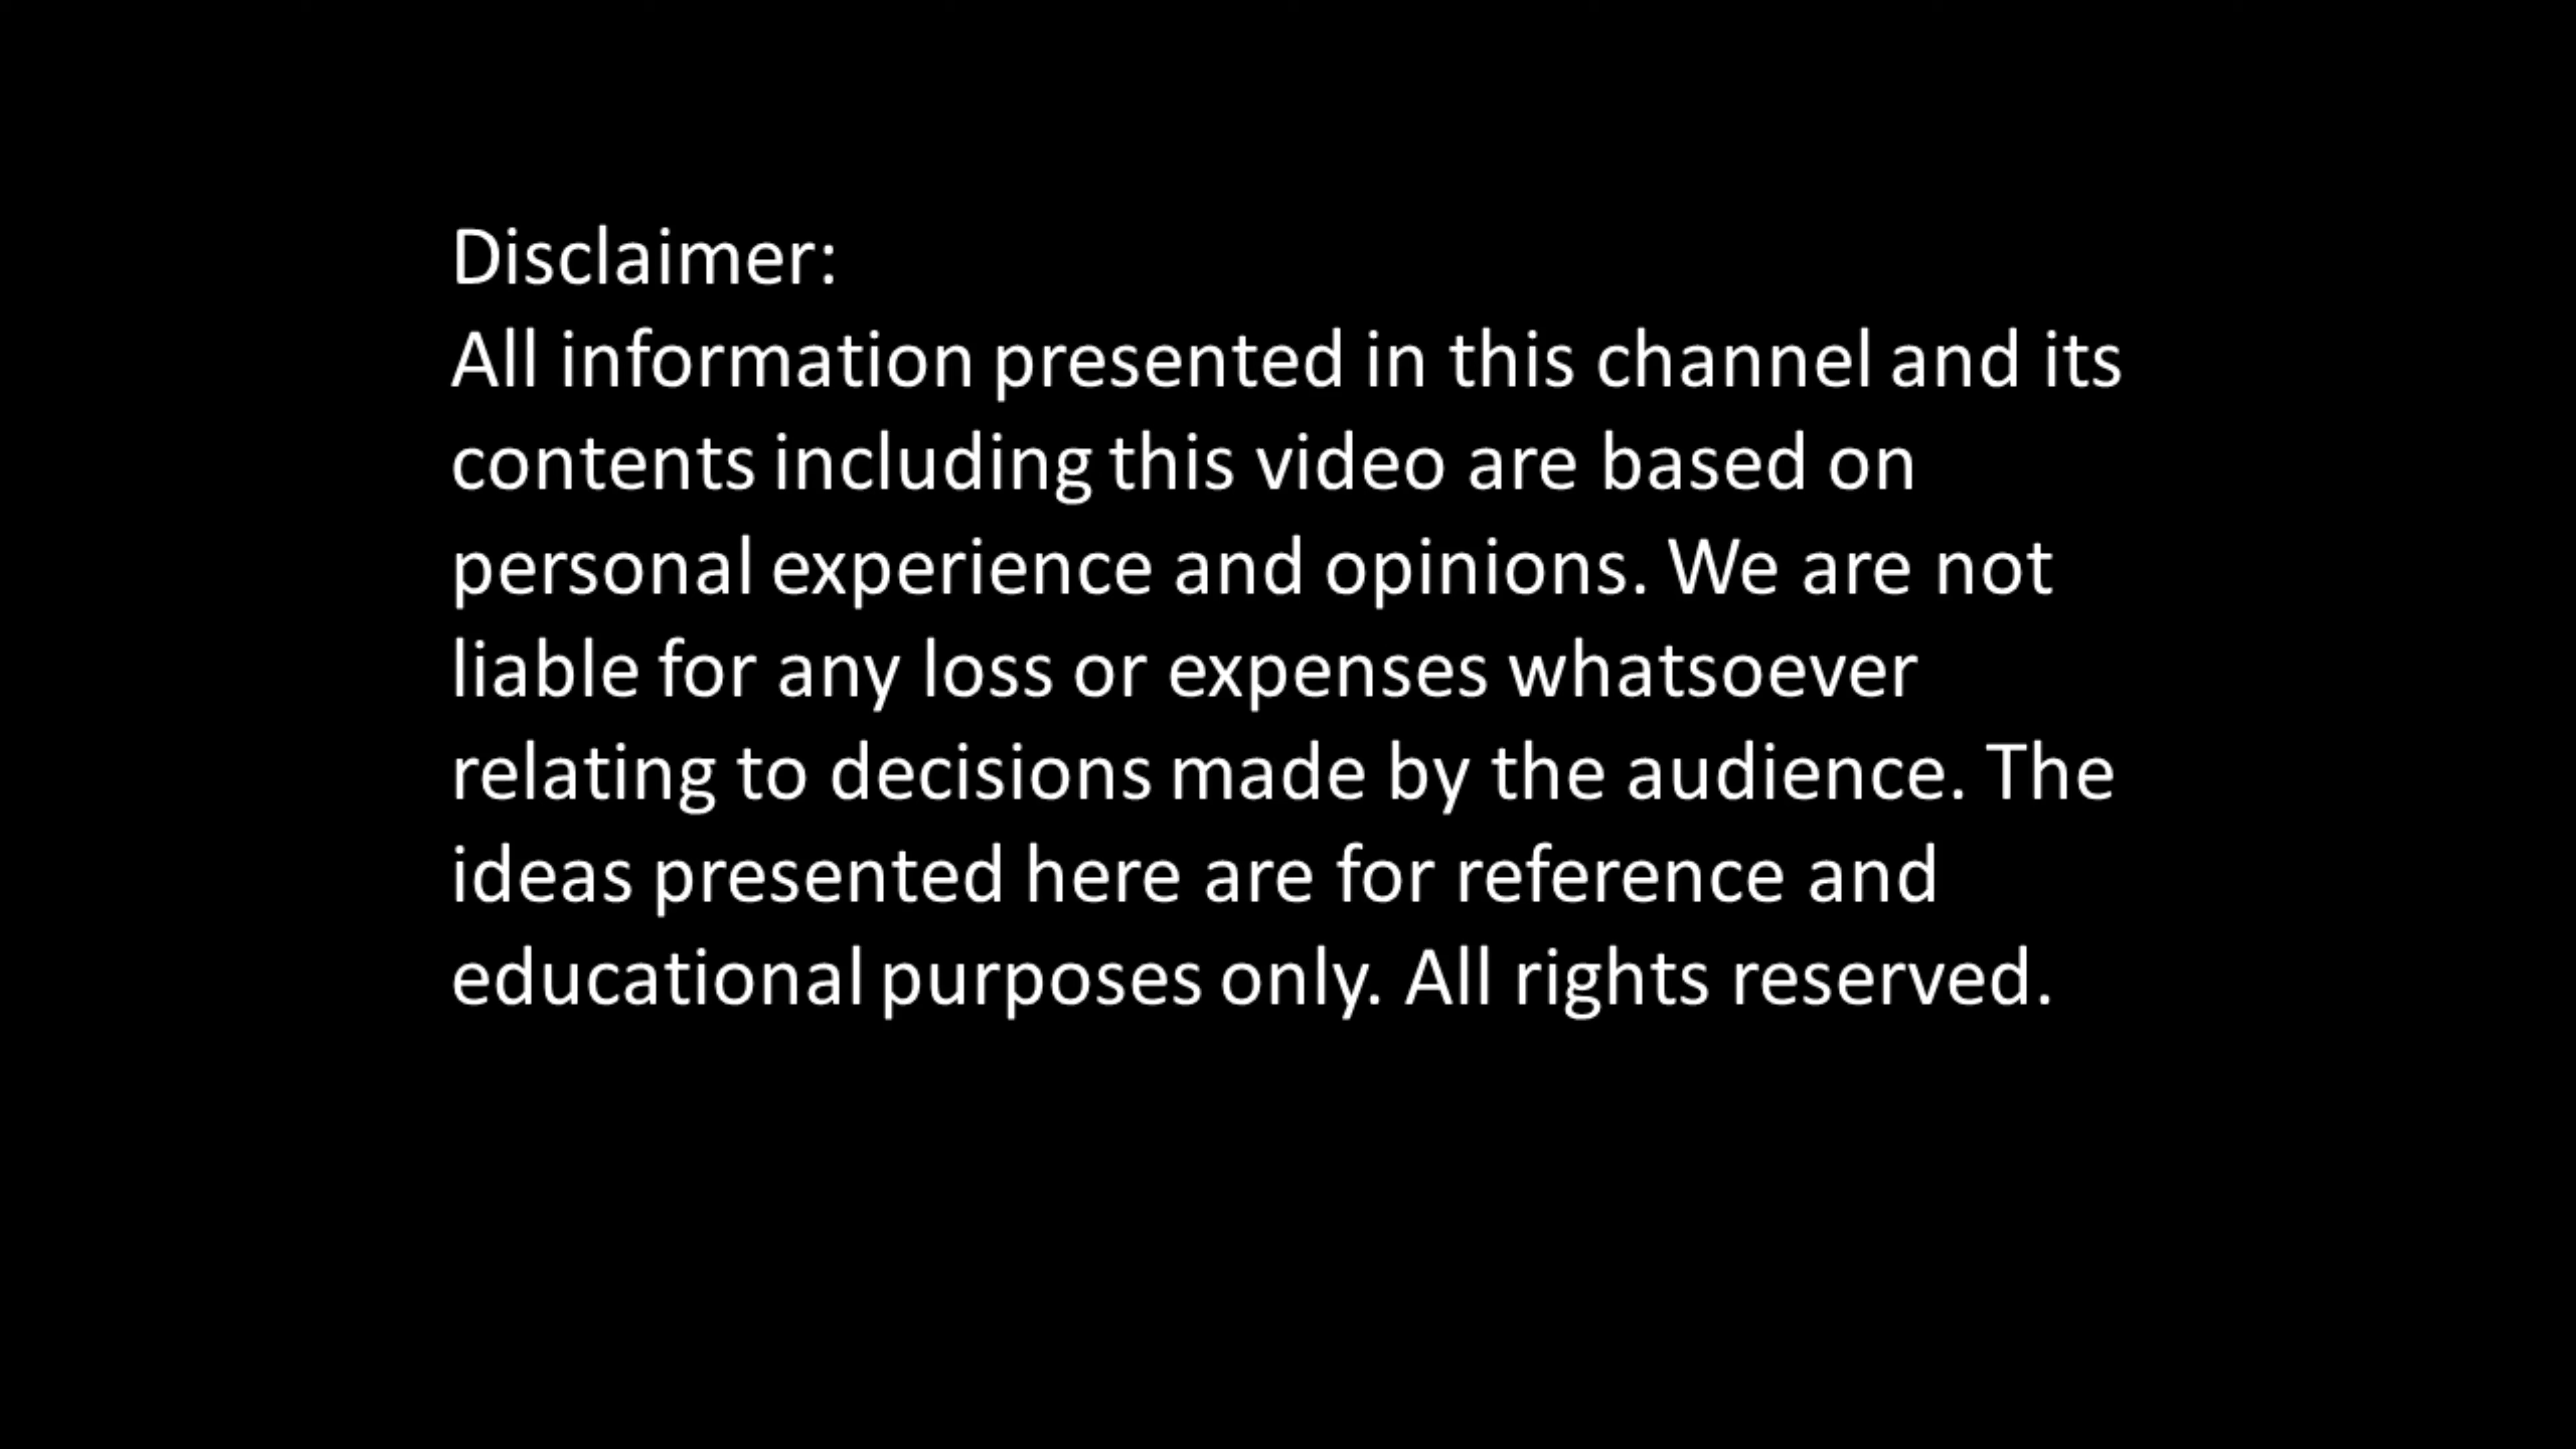 Disclaimer:
All information presented in this channel and its
contents including this video are based on
personal experience and opinions. We are not
liable for any loss or expenses whatsoever
relating to decisions made by the audience. The
ideas presented here are for reference and
educational purposes only. All rights reserved.